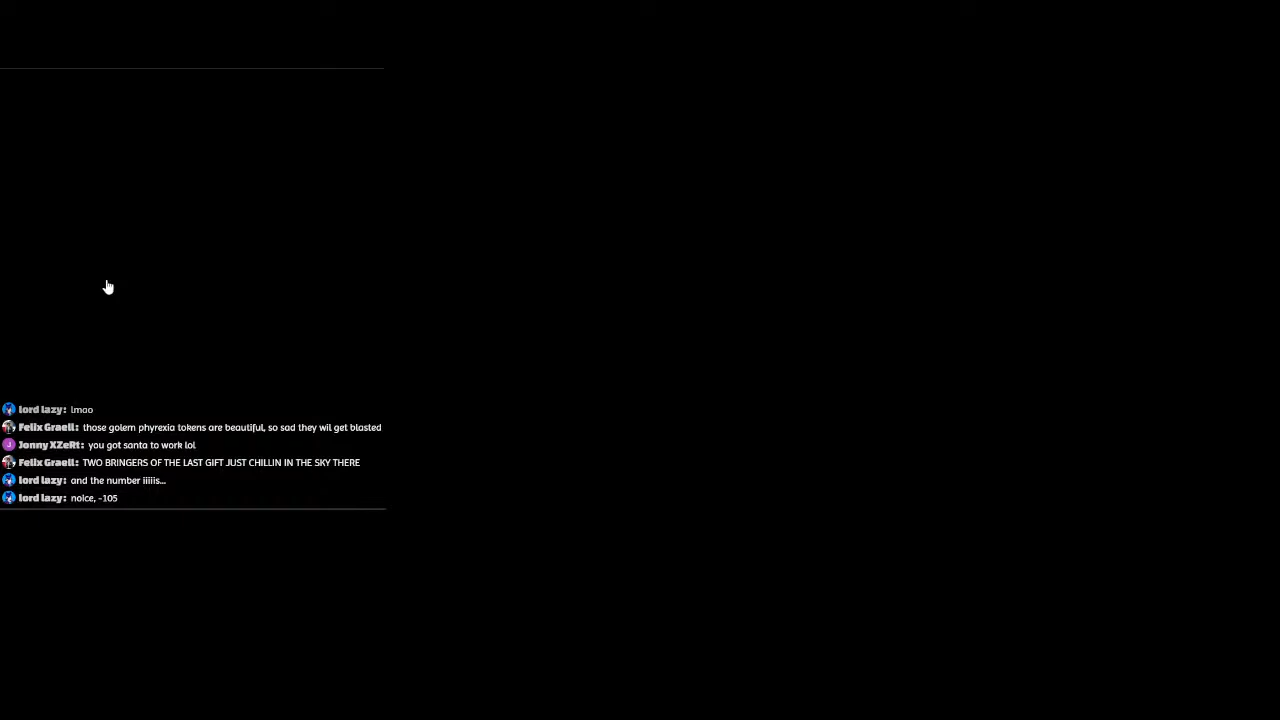 lord lazy: lmao
Felix Graell: those golem phyrexia tokens are beautiful, so sad they wil get blasted
Jonny XZeRt: you got santa to work lol
Felix Graell: TWO BRINGERS OF THE LAST GIFT JUST CHILLIN IN THE SKY THERE
lord lazy: and the number iiiiis...
lord lazy: noice, -105